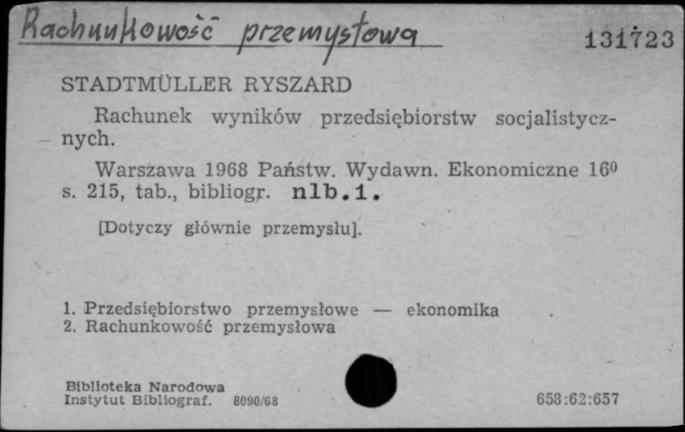 Rachunkowość przemysłowa 131723
STADTMÜLLER RYSZARD
Rachunek wyników przedsiębiorstw socjalistycz-
nych.
Warszawa 1968 Państw. Wydawn. Ekonomiczne 16⁰
s. 215, tab., bibliogr. nlb.1.
[Dotyczy głównie przemysłu].
1. Przedsiębiorstwo przemysłowe — ekonomika
2. Rachunkowość przemysłowa
Biblioteka Narodowa
Instytut Bibliograf. 8090/68 658:62:657